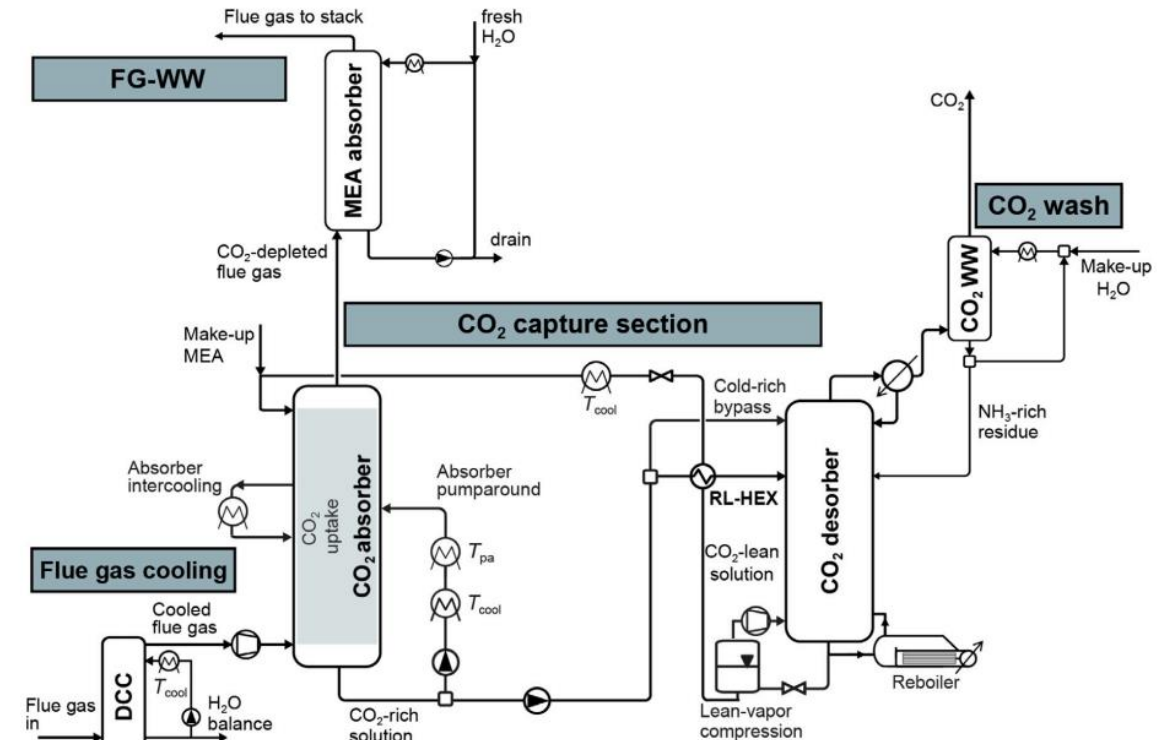 Flue gas to stack
fresh
H₂O
FG-WW
MEA absorber
CO₂
CO₂ wash
drain
CO₂-depleted
flue gas
CO₂ WW
Make-up
H₂O
CO₂ capture section
Make-up
MEA
T_cool
Cold-rich
bypass
NH₃-rich
residue
Absorber
intercooling
CO₂
uptake
CO₂ absorber
Absorber
pumparound
RL-HEX
CO₂ desorber
T_pa
Flue gas cooling
CO₂-lean
solution
T_cool
Cooled
flue gas
DCC
T_cool
Reboiler
Flue gas
in
H₂O
balance
CO₂-rich
solution
Lean-vapor
compression